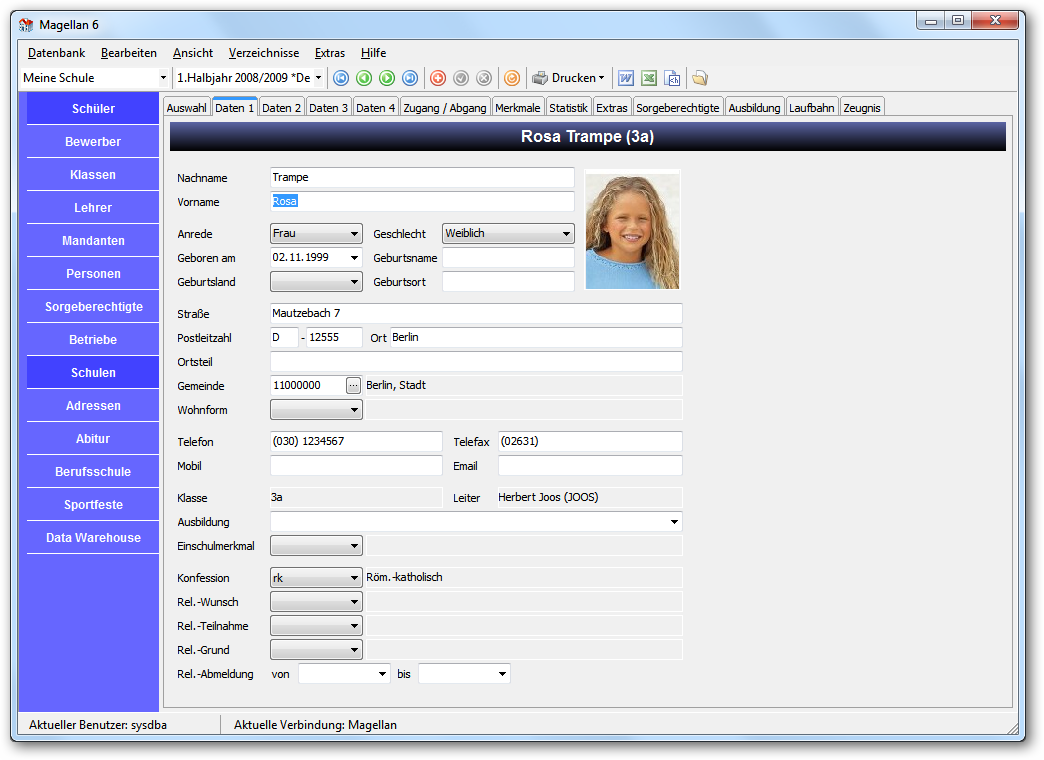 Magellan 6
Datenbank Bearbeiten Ansicht Verzeichnisse Extras Hilfe
Meine Schule 1.Halbjahr 2008/2009 *De Drucken
Schüler
Bewerber
Klassen
Lehrer
Mandanten
Personen
Sorgeberechtigte
Betriebe
Schulen
Adressen
Abitur
Berufsschule
Sportfeste
Data Warehouse
Auswahl Daten 1 Daten 2 Daten 3 Daten 4 Zugang / Abgang Merkmale Statistik Extras Sorgeberechtigte Ausbildung Laufbahn Zeugnis
Rosa Trampe (3a)
Nachname Trampe
Vorname Rosa
Anrede Frau Geschlecht Weiblich
Geboren am 02.11.1999 Geburtsname
Geburtsland Geburtsort
Straße Mautzebach 7
Postleitzahl D - 12555 Ort Berlin
Ortsteil
Gemeinde 11000000 ... Berlin, Stadt
Wohnform
Telefon (030) 1234567 Telefax (02631)
Mobil Email
Klasse 3a Leiter Herbert Joos (JOOS)
Ausbildung
Einschulmerkmal
Konfession rk Röm.-katholisch
Rel.-Wunsch
Rel.-Teilnahme
Rel.-Grund
Rel.-Abmeldung von bis
Aktueller Benutzer: sysdba Aktuelle Verbindung: Magellan